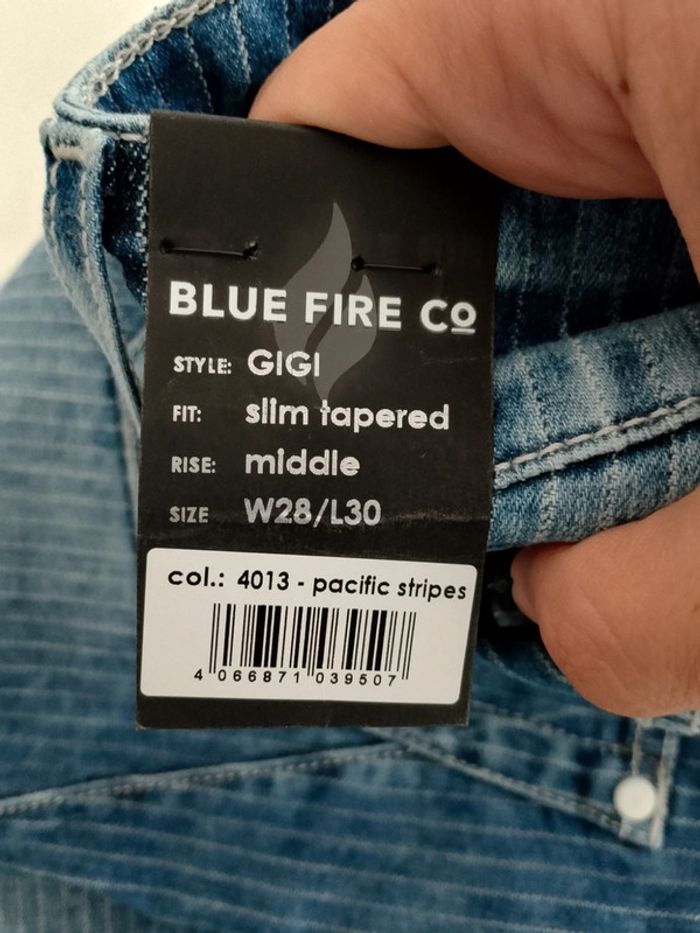 BLUE FIRE Co
STYLE: GIGI
FIT: slim tapered
RISE: middle
SIZE W28/L30
col.: 4013 - pacific stripes
4 066871 039507